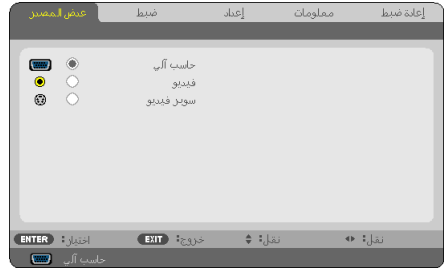 عرض المصدر ضبط إعداد معلومات إعادة ضبط
حاسب آلي
فيديو
سوبر فيديو
ENTER اختيار: EXIT خروج: نقل: نقل:
حاسب آلي